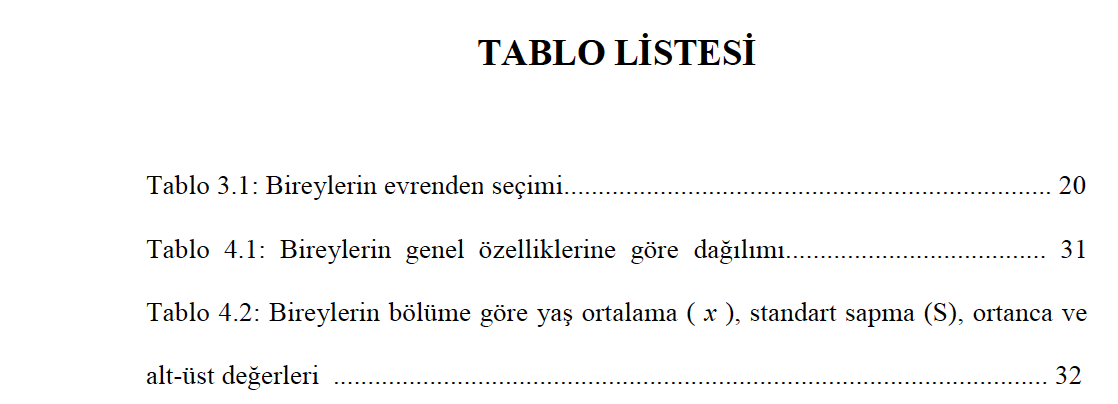 TABLO LİSTESİ
Tablo 3.1: Bireylerin evrenden seçimi....................................................................... 20
Tablo 4.1: Bireylerin genel özelliklerine göre dağılımı...................................... 31
Tablo 4.2: Bireylerin bölüme göre yaş ortalama ( x ), standart sapma (S), ortanca ve
alt-üst değerleri ........................................................................................................ 32